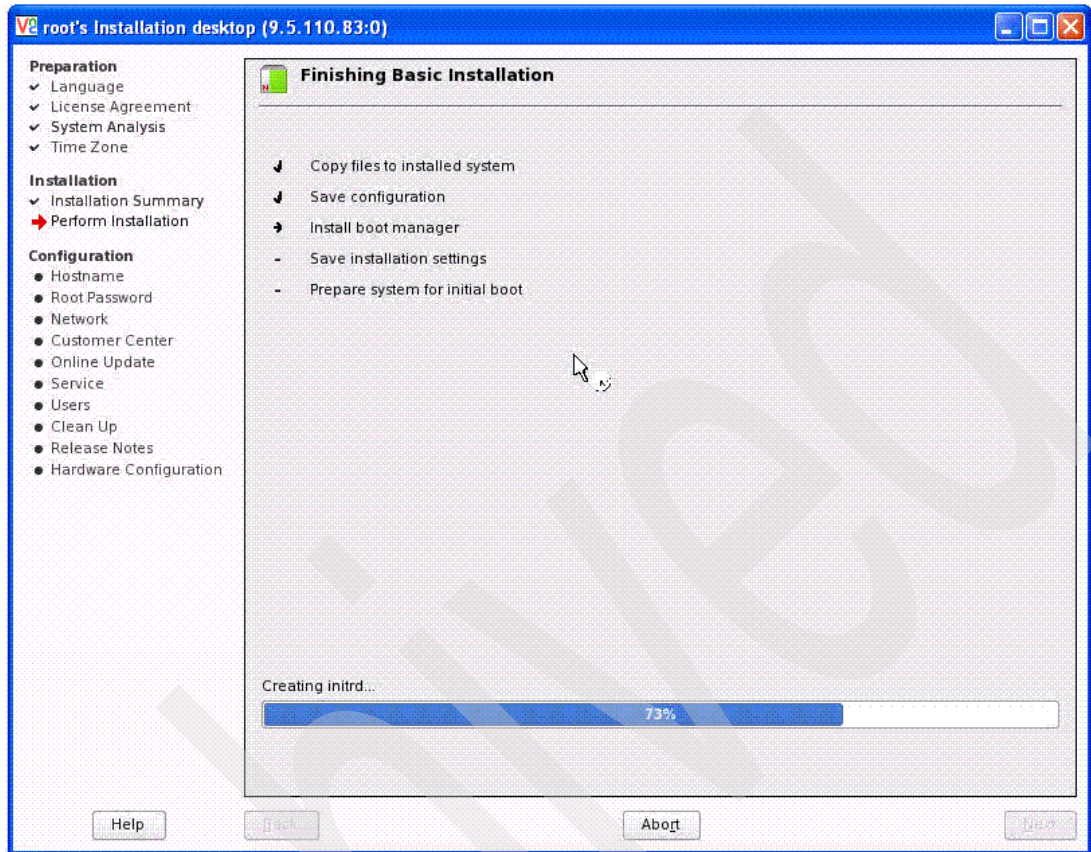 root's Installation desktop (9.5.110.83:0)
Preparation
Language
License Agreement
System Analysis
Time Zone
Installation
Installation Summary
Perform Installation
Configuration
Hostname
Root Password
Network
Customer Center
Online Update
Service
Users
Clean Up
Release Notes
Hardware Configuration
Finishing Basic Installation
Copy files to installed system
Save configuration
Install boot manager
- Save installation settings
- Prepare system for initial boot
Creating initrd...
73%
Help
Back
Abort
Next